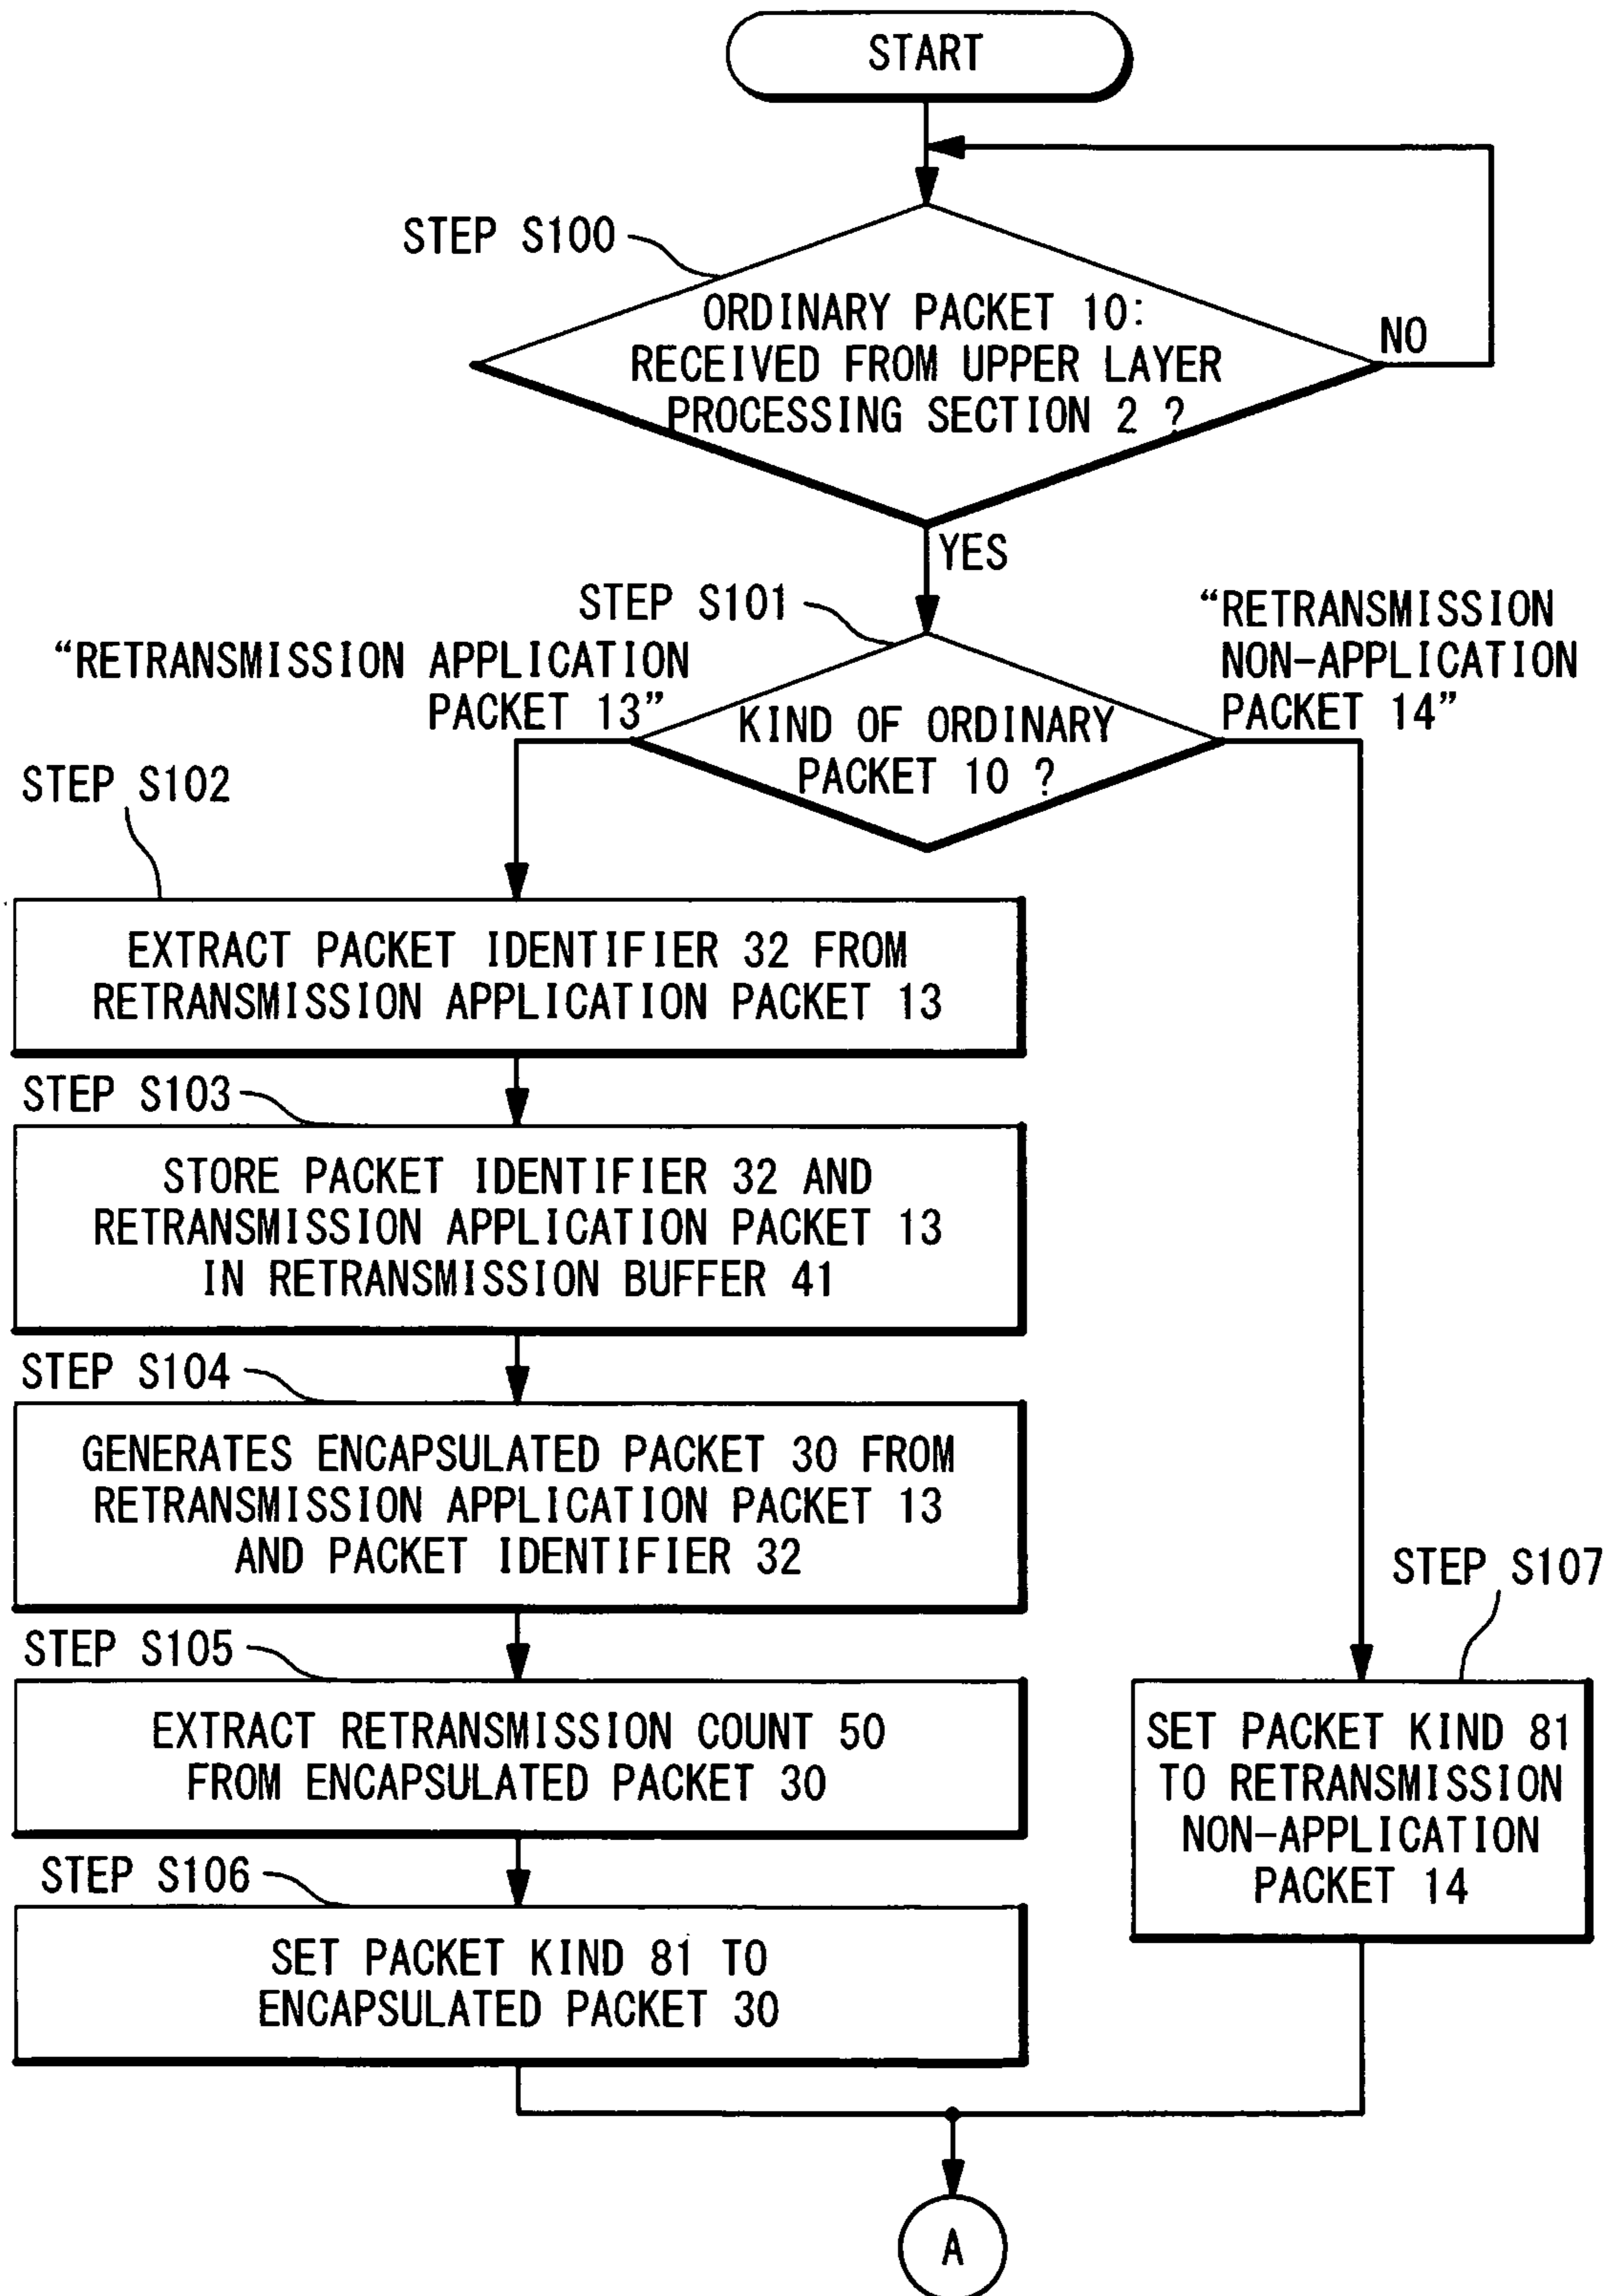 START
STEP S100
ORDINARY PACKET 10:
RECEIVED FROM UPPER LAYER
PROCESSING SECTION 2 ?
NO
YES
STEP S101
“RETRANSMISSION APPLICATION
PACKET 13”
“RETRANSMISSION
NON-APPLICATION
PACKET 14”
KIND OF ORDINARY
PACKET 10 ?
STEP S102
EXTRACT PACKET IDENTIFIER 32 FROM
RETRANSMISSION APPLICATION PACKET 13
STEP S103
STORE PACKET IDENTIFIER 32 AND
RETRANSMISSION APPLICATION PACKET 13
IN RETRANSMISSION BUFFER 41
STEP S104
GENERATES ENCAPSULATED PACKET 30 FROM
RETRANSMISSION APPLICATION PACKET 13
AND PACKET IDENTIFIER 32
STEP S105
EXTRACT RETRANSMISSION COUNT 50
FROM ENCAPSULATED PACKET 30
STEP S106
SET PACKET KIND 81 TO
ENCAPSULATED PACKET 30
STEP S107
SET PACKET KIND 81
TO RETRANSMISSION
NON-APPLICATION
PACKET 14
A